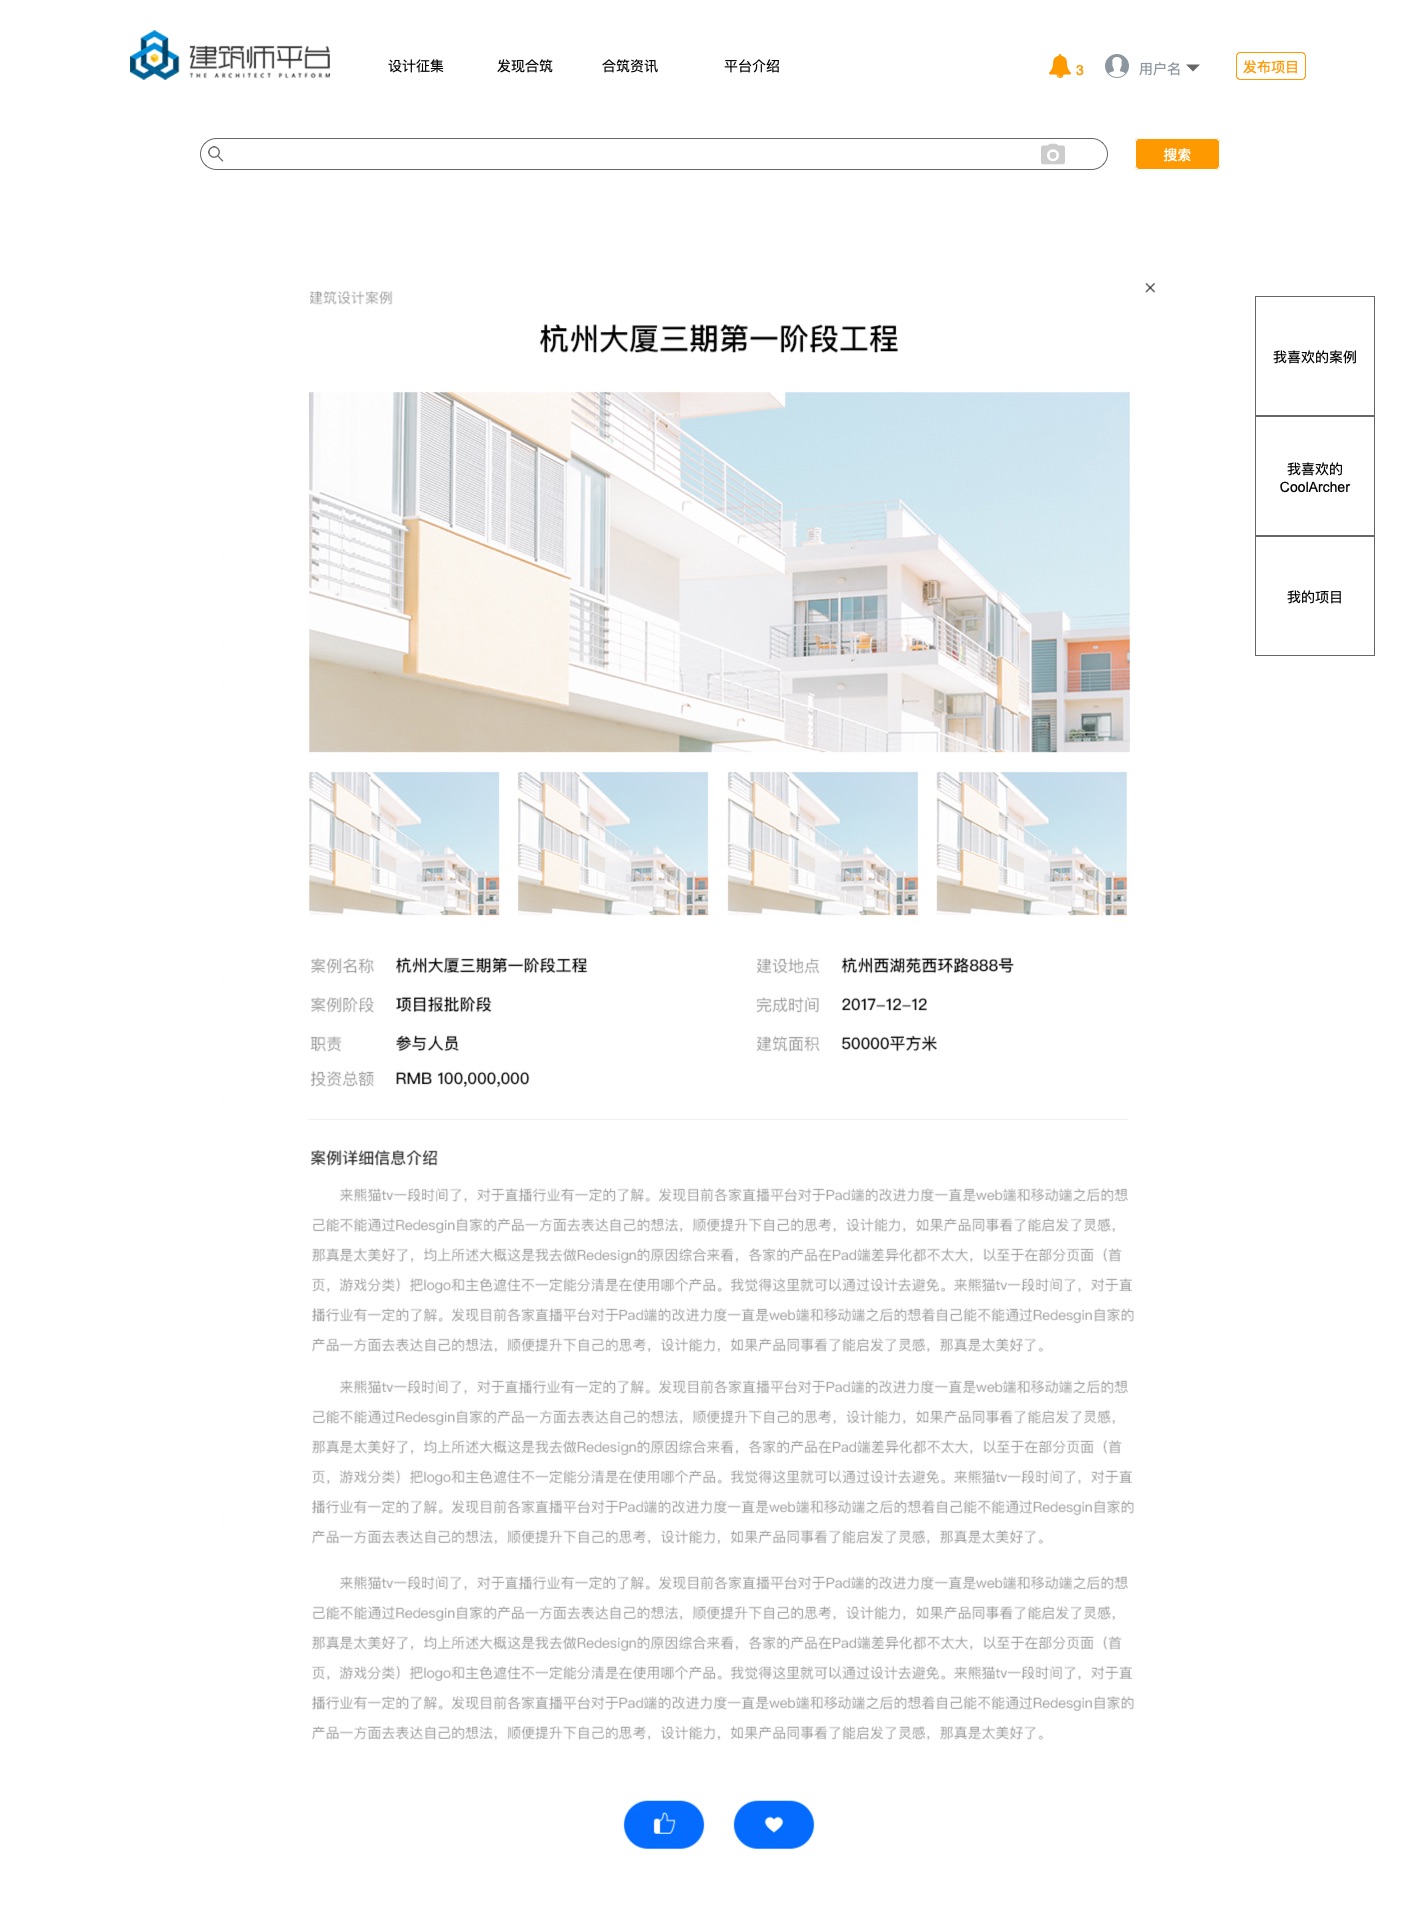 建筑师平台
THE ARCHITECT PLATFORM
设计征集
发现合筑
合筑资讯
平台介绍
3
用户名
发布项目
搜索
建筑设计案例
×
杭州大厦三期第一阶段工程
我喜欢的案例
我喜欢的
CoolArcher
我的项目
案例名称 杭州大厦三期第一阶段工程
建设地点 杭州西湖苑西环路888号
案例阶段 项目报批阶段
完成时间 2017-12-12
职责 参与人员
建筑面积 50000平方米
投资总额 RMB 100,000,000
案例详细信息介绍
来熊猫tv一段时间了，对于直播行业有一定的了解。发现目前各家直播平台对于Pad端的改进力度一直是web端和移动端之后的想
己能不能通过Redesgin自家的产品一方面去表达自己的想法，顺便提升下自己的思考，设计能力，如果产品同事看了能启发了灵感，
那真是太美好了，均上所述大概这是我去做Redesign的原因综合来看，各家的产品在Pad端差异化都不太大，以至于在部分页面（首
页，游戏分类）把logo和主色遮住不一定能分清是在使用哪个产品。我觉得这里就可以通过设计去避免。来熊猫tv一段时间了，对于直
播行业有一定的了解。发现目前各家直播平台对于Pad端的改进力度一直是web端和移动端之后的想着自己能不能通过Redesgin自家的
产品一方面去表达自己的想法，顺便提升下自己的思考，设计能力，如果产品同事看了能启发了灵感，那真是太美好了。
来熊猫tv一段时间了，对于直播行业有一定的了解。发现目前各家直播平台对于Pad端的改进力度一直是web端和移动端之后的想
己能不能通过Redesgin自家的产品一方面去表达自己的想法，顺便提升下自己的思考，设计能力，如果产品同事看了能启发了灵感，
那真是太美好了，均上所述大概这是我去做Redesign的原因综合来看，各家的产品在Pad端差异化都不太大，以至于在部分页面（首
页，游戏分类）把logo和主色遮住不一定能分清是在使用哪个产品。我觉得这里就可以通过设计去避免。来熊猫tv一段时间了，对于直
播行业有一定的了解。发现目前各家直播平台对于Pad端的改进力度一直是web端和移动端之后的想着自己能不能通过Redesgin自家的
产品一方面去表达自己的想法，顺便提升下自己的思考，设计能力，如果产品同事看了能启发了灵感，那真是太美好了。
来熊猫tv一段时间了，对于直播行业有一定的了解。发现目前各家直播平台对于Pad端的改进力度一直是web端和移动端之后的想
己能不能通过Redesgin自家的产品一方面去表达自己的想法，顺便提升下自己的思考，设计能力，如果产品同事看了能启发了灵感，
那真是太美好了，均上所述大概这是我去做Redesign的原因综合来看，各家的产品在Pad端差异化都不太大，以至于在部分页面（首
页，游戏分类）把logo和主色遮住不一定能分清是在使用哪个产品。我觉得这里就可以通过设计去避免。来熊猫tv一段时间了，对于直
播行业有一定的了解。发现目前各家直播平台对于Pad端的改进力度一直是web端和移动端之后的想着自己能不能通过Redesgin自家的
产品一方面去表达自己的想法，顺便提升下自己的思考，设计能力，如果产品同事看了能启发了灵感，那真是太美好了。